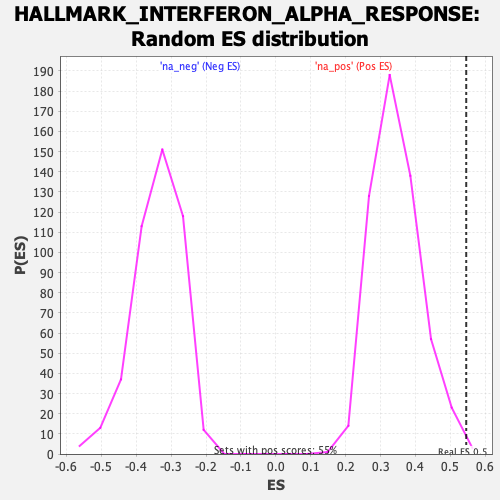 HALLMARK_INTERFERON_ALPHA_RESPONSE:
Random ES distribution
'na_neg' (Neg ES) 'na_pos' (Pos ES)
190
180
170
160
150
140
130
120
110
100
90
80
70
60
50
40
30
20
10
0
P(ES)
Sets with pos scores: 55%
Real ES 0.5
-0.6 -0.5 -0.4 -0.3 -0.2 -0.1 0.0 0.1 0.2 0.3 0.4 0.5 0.6
ES